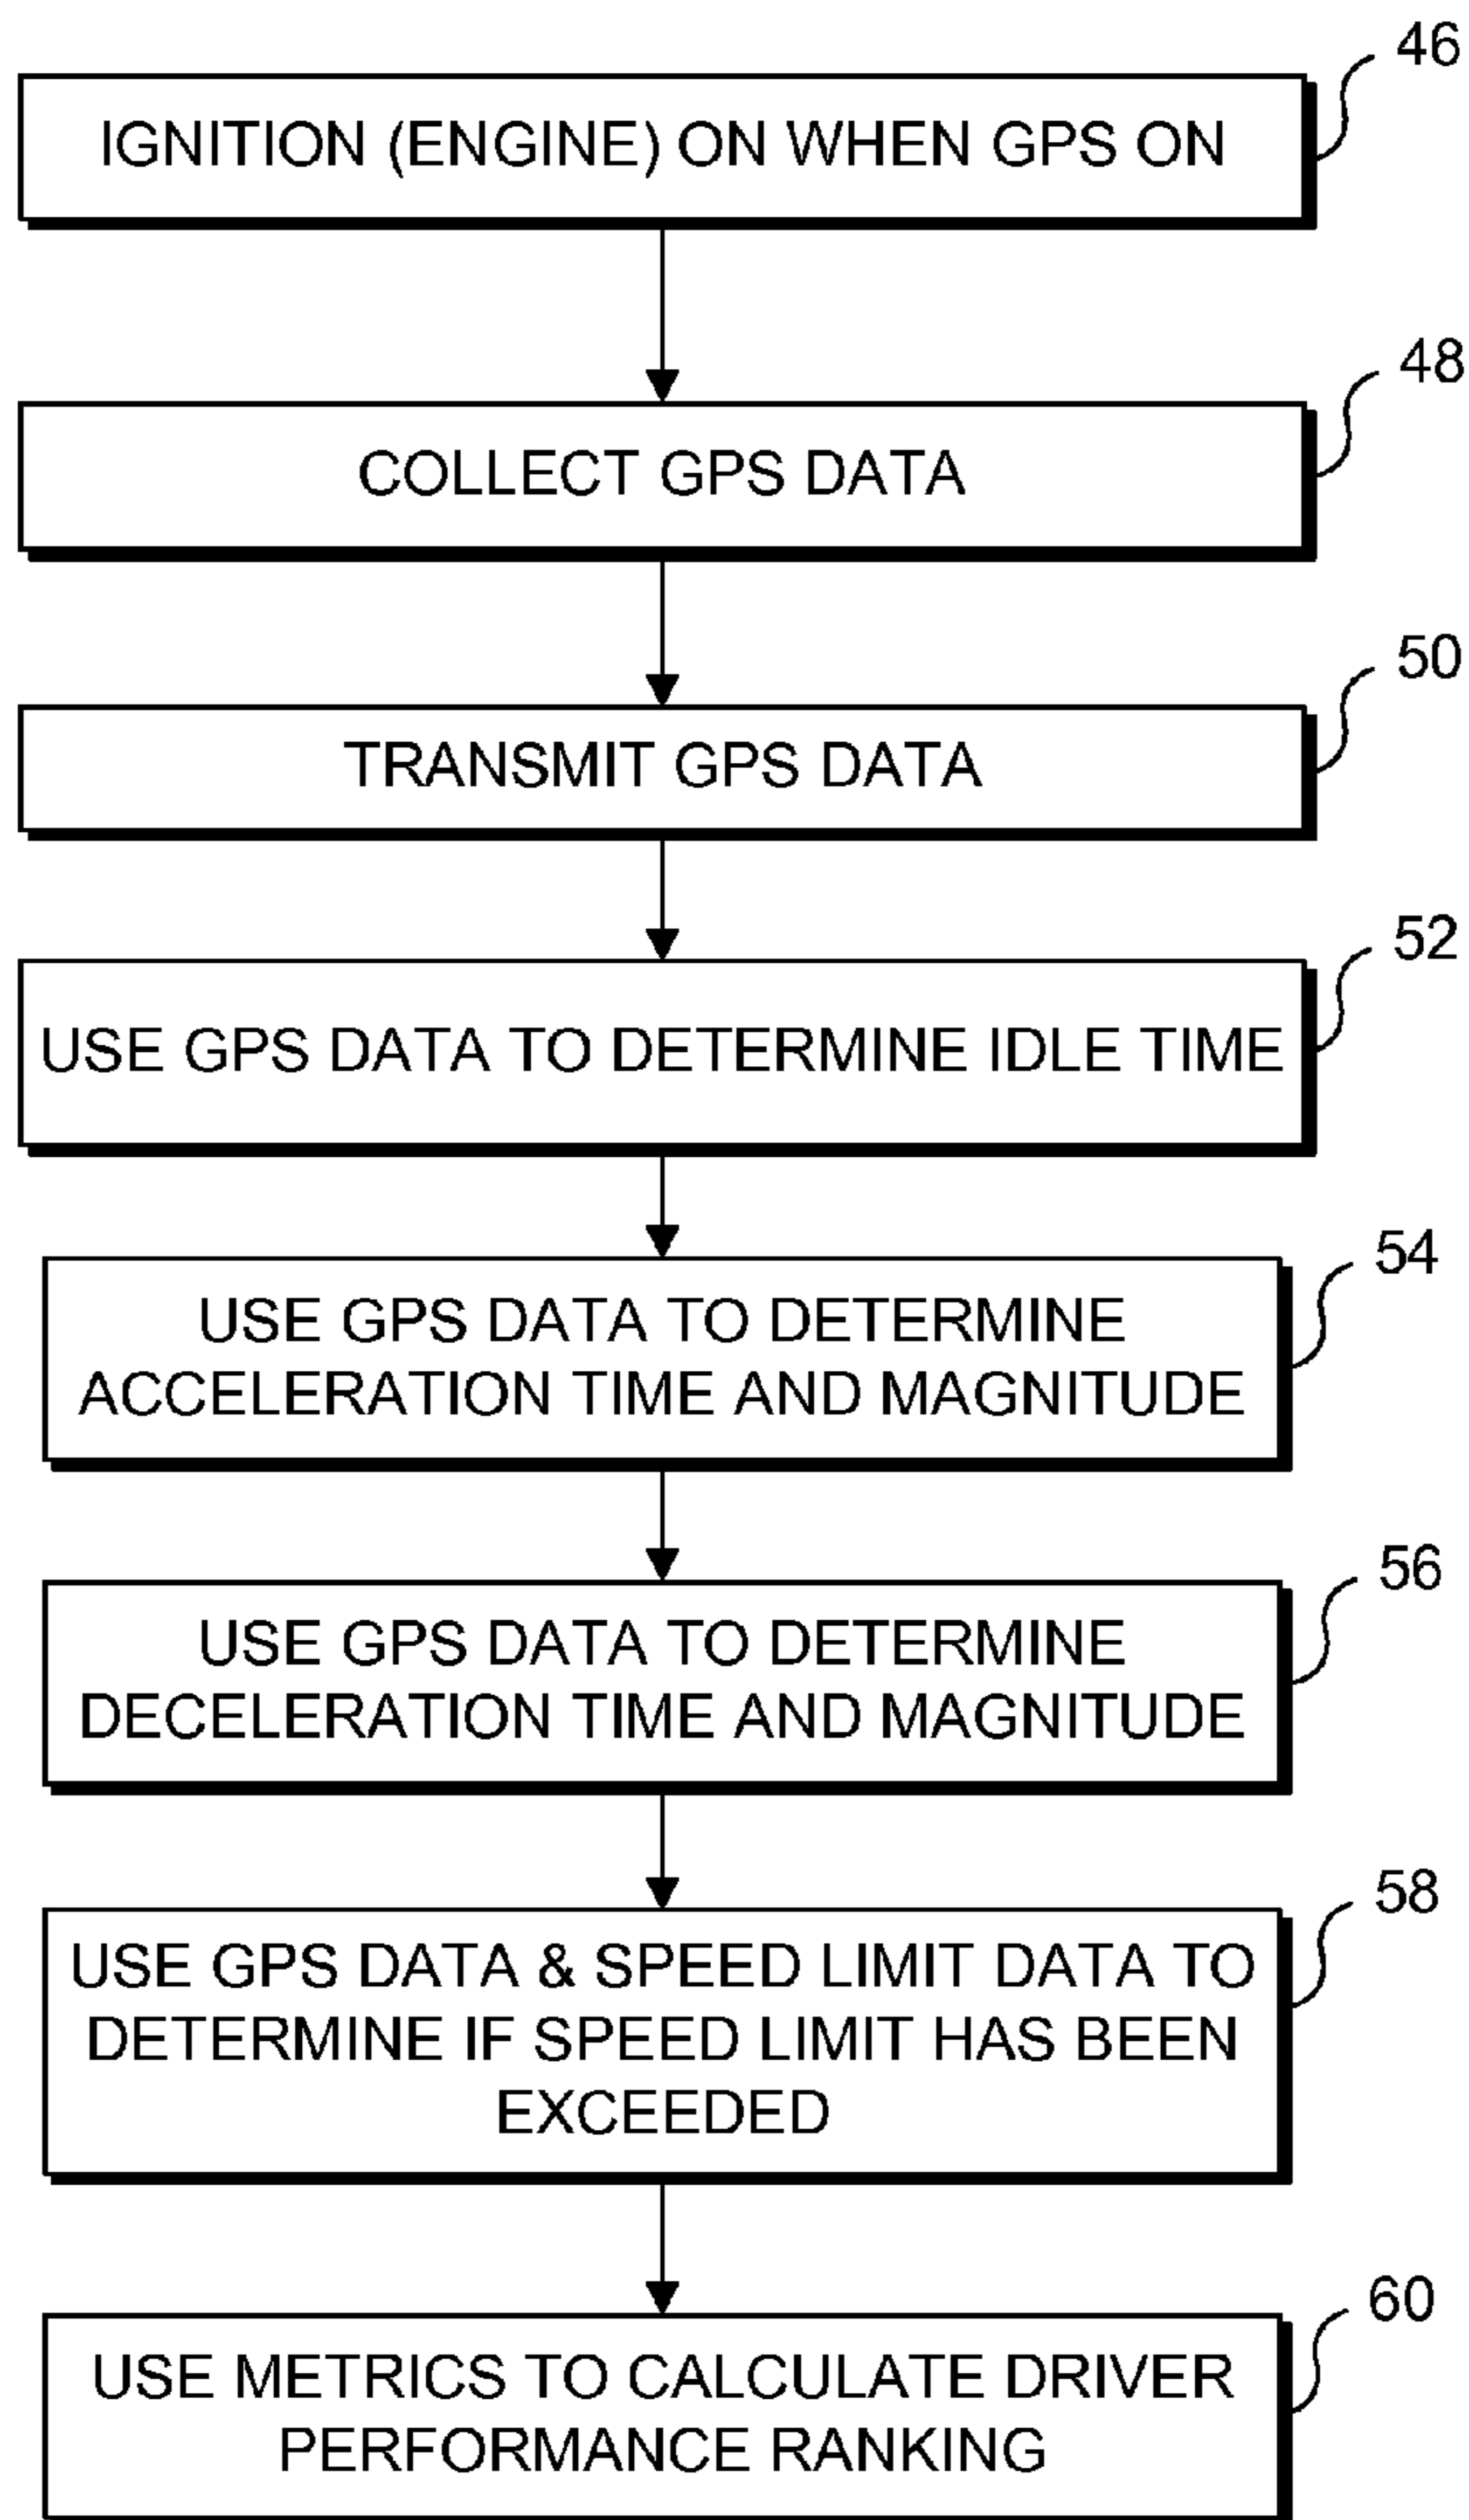 46
IGNITION (ENGINE) ON WHEN GPS ON
48
COLLECT GPS DATA
50
TRANSMIT GPS DATA
52
USE GPS DATA TO DETERMINE IDLE TIME
54
USE GPS DATA TO DETERMINE
ACCELERATION TIME AND MAGNITUDE
56
USE GPS DATA TO DETERMINE
DECELERATION TIME AND MAGNITUDE
58
USE GPS DATA & SPEED LIMIT DATA TO
DETERMINE IF SPEED LIMIT HAS BEEN
EXCEEDED
60
USE METRICS TO CALCULATE DRIVER
PERFORMANCE RANKING